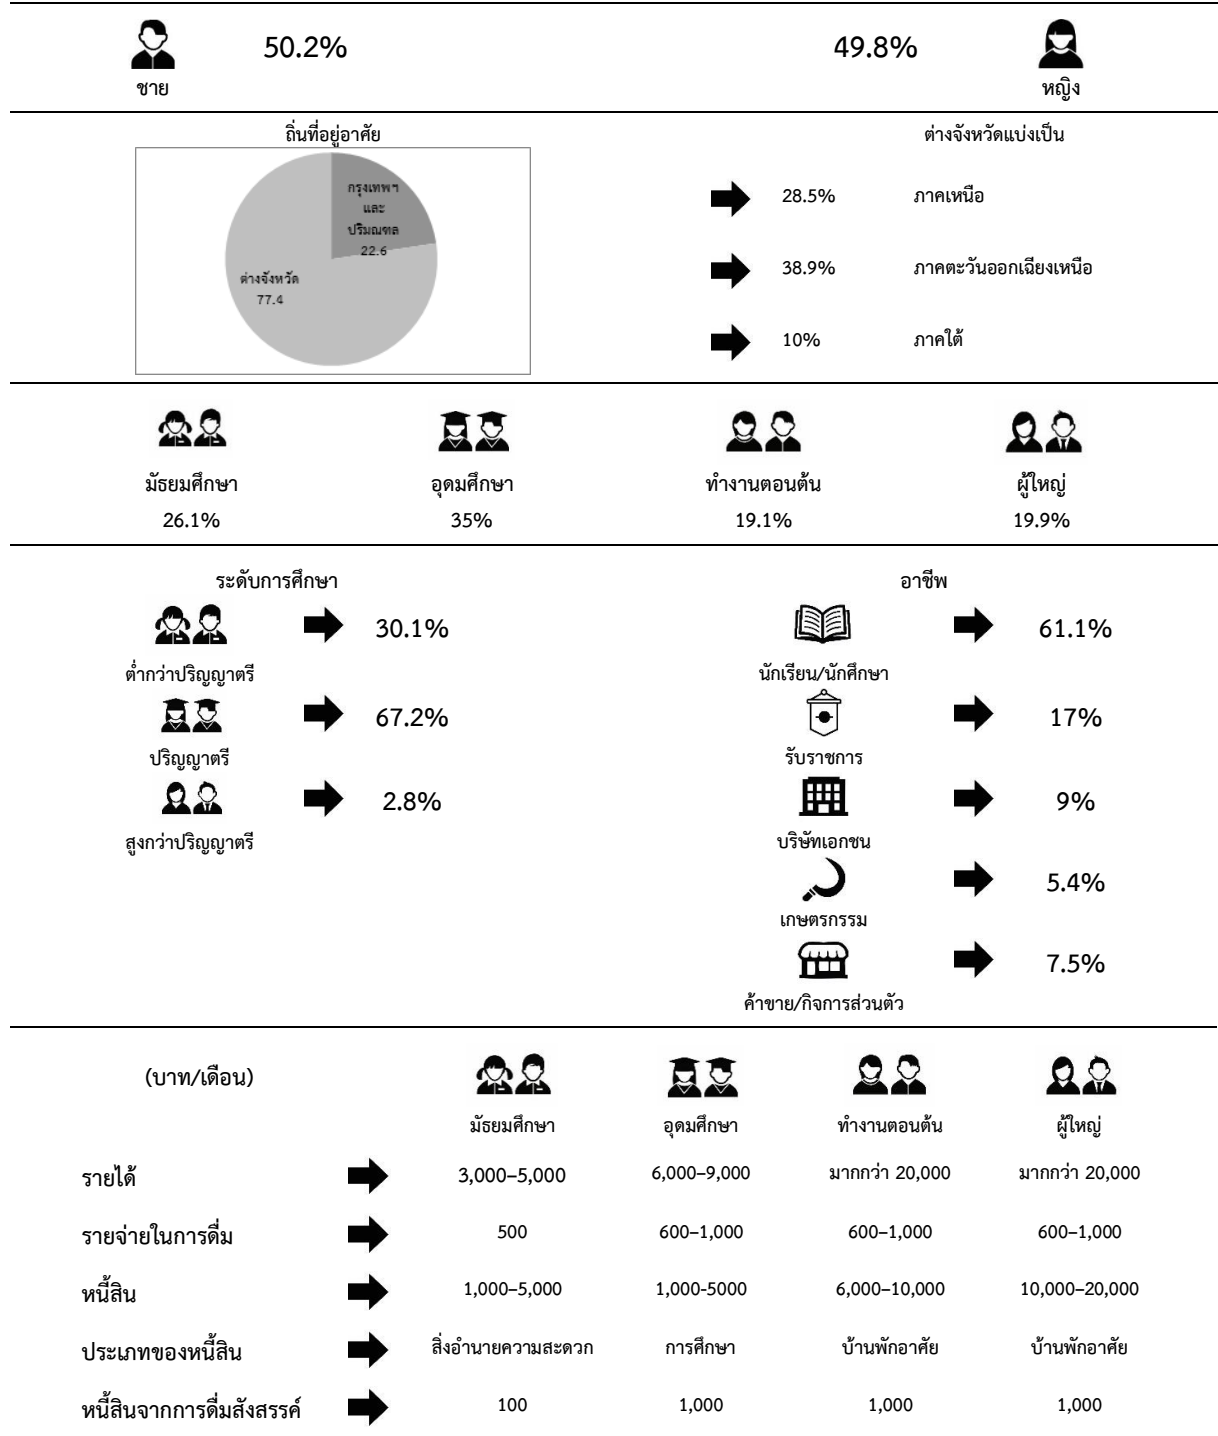 50.2%
49.8%
ชาย
หญิง
ถิ่นที่อยู่อาศัย
กรุงเทพฯ
และ
ปริมณฑล
22.6
ต่างจังหวัด
77.4
ต่างจังหวัดแบ่งเป็น
28.5% ภาคเหนือ
38.9% ภาคตะวันออกเฉียงเหนือ
10% ภาคใต้
มัธยมศึกษา อุดมศึกษา ทำงานตอนต้น ผู้ใหญ่
26.1% 35% 19.1% 19.9%
ระดับการศึกษา
30.1%
ต่ำกว่าปริญญาตรี
67.2%
ปริญญาตรี
2.8%
สูงกว่าปริญญาตรี
อาชีพ
61.1%
นักเรียน/นักศึกษา
17%
รับราชการ
9%
บริษัทเอกชน
5.4%
เกษตรกรรม
7.5%
ค้าขาย/กิจการส่วนตัว
(บาท/เดือน)
มัธยมศึกษา อุดมศึกษา ทำงานตอนต้น ผู้ใหญ่
รายได้ 3,000–5,000 6,000–9,000 มากกว่า 20,000 มากกว่า 20,000
รายจ่ายในการดื่ม 500 600–1,000 600–1,000 600–1,000
หนี้สิน 1,000–5,000 1,000-5000 6,000–10,000 10,000–20,000
ประเภทของหนี้สิน สิ่งอำนายความสะดวก การศึกษา บ้านพักอาศัย บ้านพักอาศัย
หนี้สินจากการดื่มสังสรรค์ 100 1,000 1,000 1,000